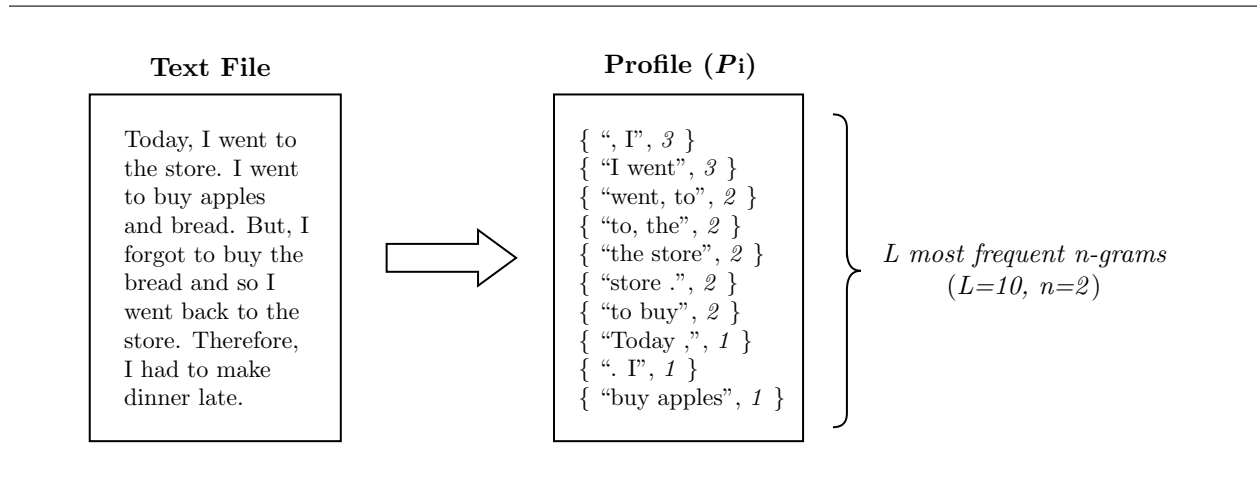 Text File
Today, I went to
the store. I went
to buy apples
and bread. But, I
forgot to buy the
bread and so I
went back to the
store. Therefore,
I had to make
dinner late.
Profile (Pi)
{ “, I”, 3 }
{ “I went”, 3 }
{ “went, to”, 2 }
{ “to, the”, 2 }
{ “the store”, 2 }
{ “store .”, 2 }
{ “to buy”, 2 }
{ “Today ,”, 1 }
{ “. I”, 1 }
{ “buy apples”, 1 }
L most frequent n-grams
(L=10, n=2)